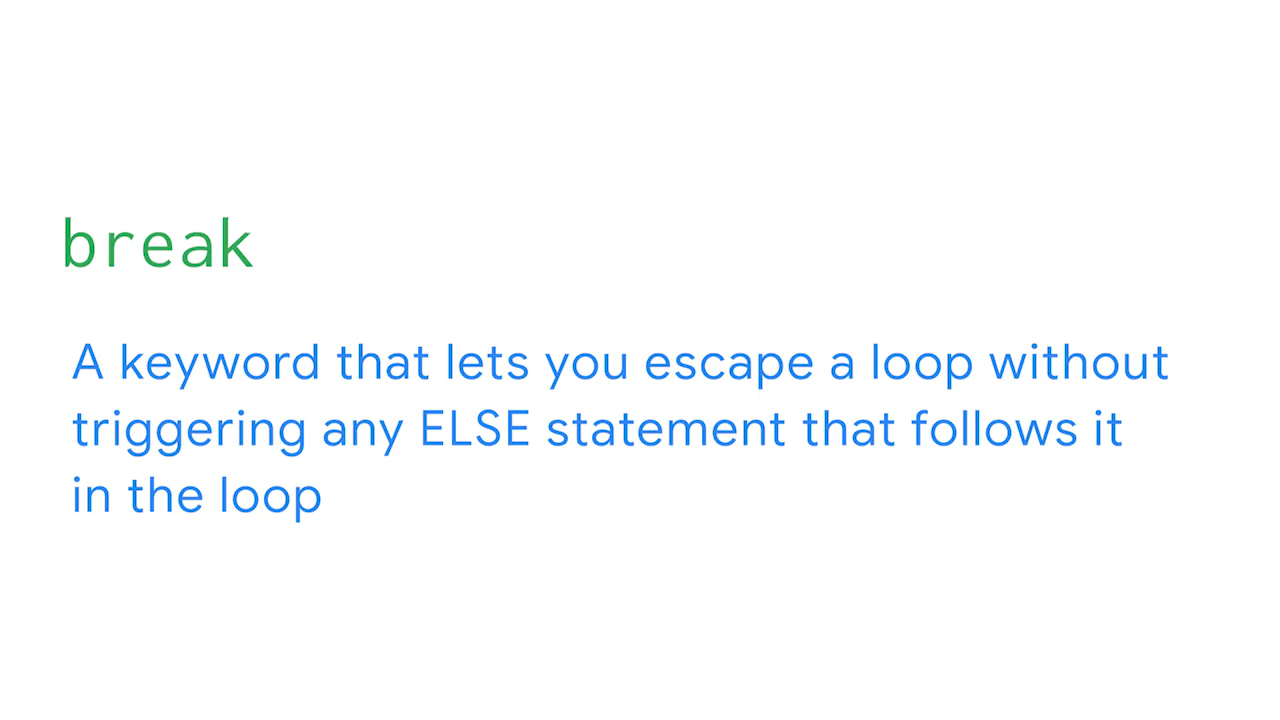 break
A keyword that lets you escape a loop without
triggering any ELSE statement that follows it
in the loop